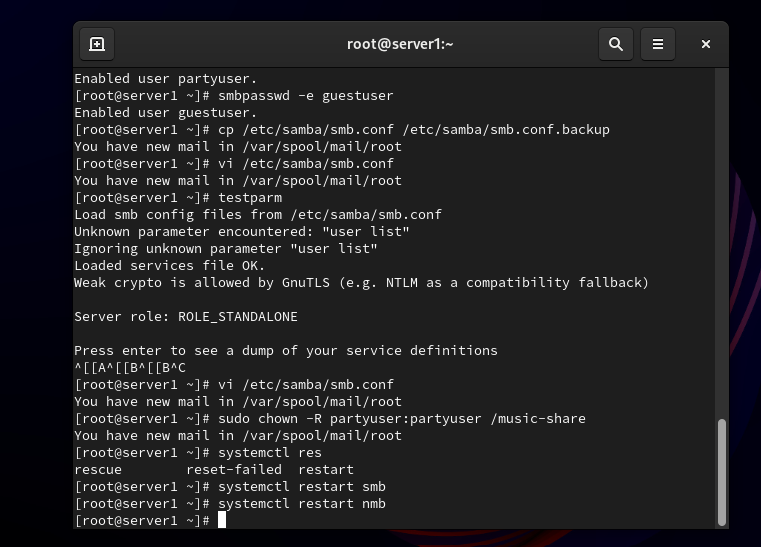 root@server1:~
Enabled user partyuser.
[root@server1 ~]# smbpasswd -e guestuser
Enabled user guestuser.
[root@server1 ~]# cp /etc/samba/smb.conf /etc/samba/smb.conf.backup
You have new mail in /var/spool/mail/root
[root@server1 ~]# vi /etc/samba/smb.conf
You have new mail in /var/spool/mail/root
[root@server1 ~]# testparm
Load smb config files from /etc/samba/smb.conf
Unknown parameter encountered: "user list"
Ignoring unknown parameter "user list"
Loaded services file OK.
Weak crypto is allowed by GnuTLS (e.g. NTLM as a compatibility fallback)
Server role: ROLE_STANDALONE
Press enter to see a dump of your service definitions
^[[A^[[B^[[B^C
[root@server1 ~]# vi /etc/samba/smb.conf
You have new mail in /var/spool/mail/root
[root@server1 ~]# sudo chown -R partyuser:partyuser /music-share
You have new mail in /var/spool/mail/root
[root@server1 ~]# systemctl res
rescue        reset-failed  restart
[root@server1 ~]# systemctl restart smb
[root@server1 ~]# systemctl restart nmb
[root@server1 ~]#